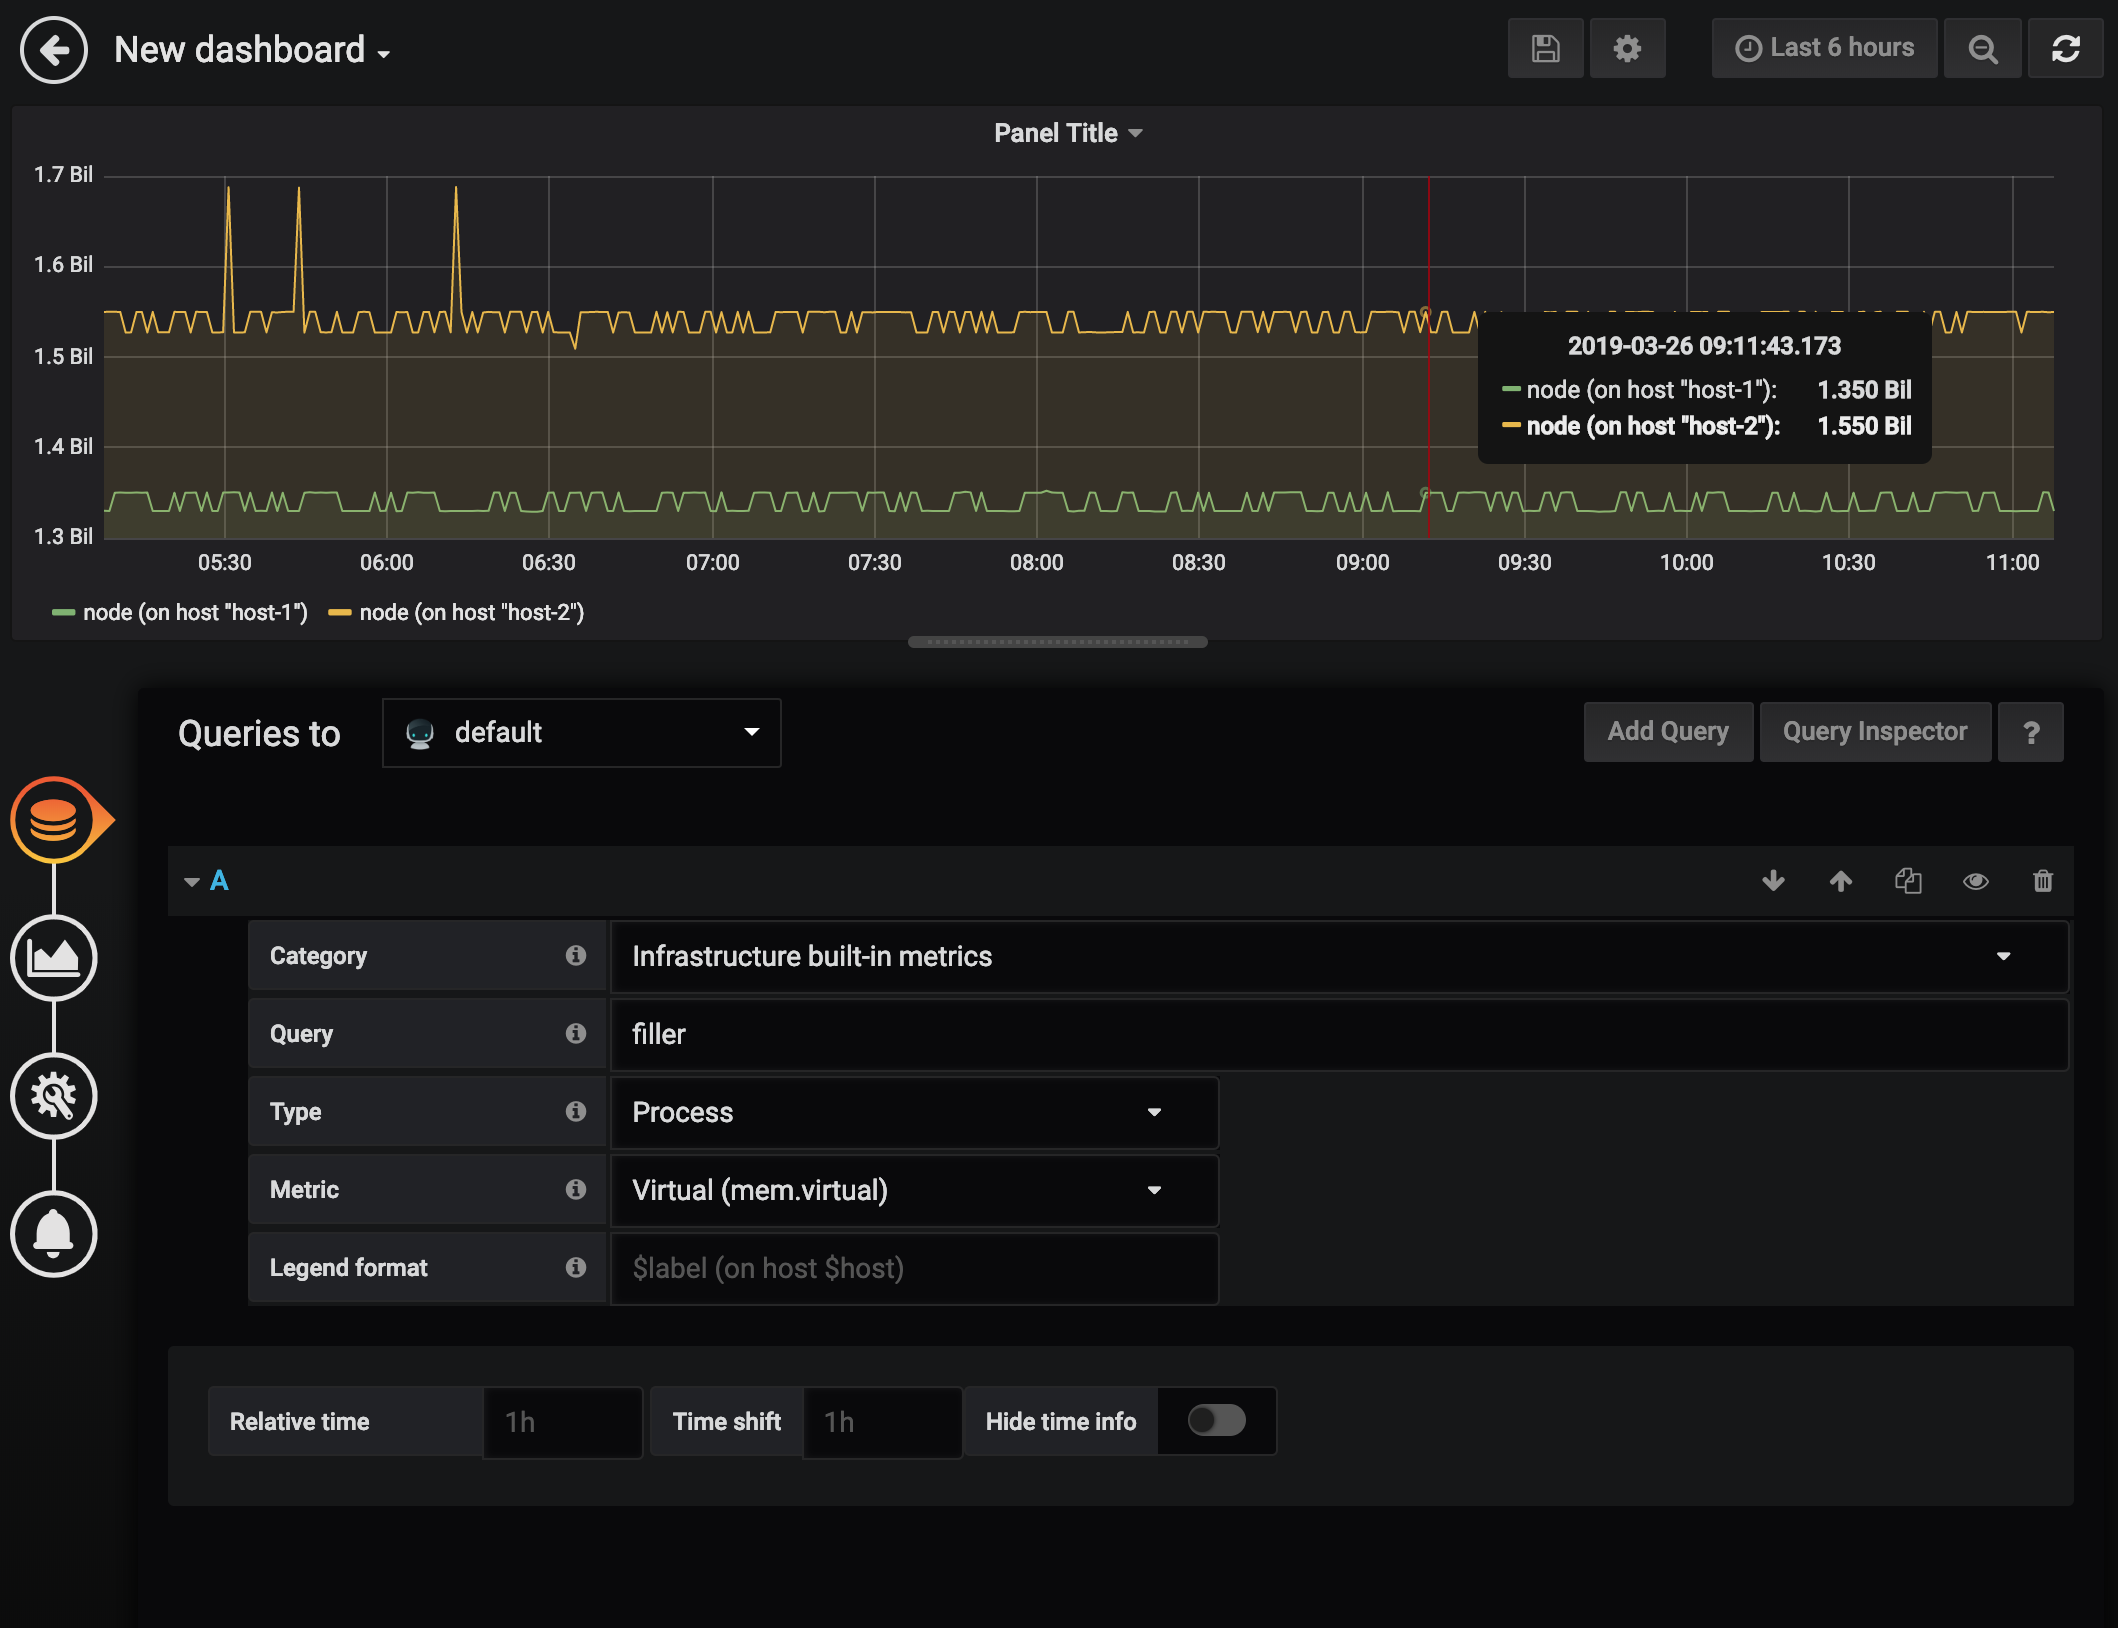 New dashboard
Last 6 hours
Panel Title
1.7 Bil
1.6 Bil
1.5 Bil
1.4 Bil
1.3 Bil
2019-03-26 09:11:43.173
node (on host "host-1"): 1.350 Bil
node (on host "host-2"): 1.550 Bil
05:30 06:00 06:30 07:00 07:30 08:00 08:30 09:00 09:30 10:00 10:30 11:00
node (on host "host-1") node (on host "host-2")
Queries to default Add Query Query Inspector ?
A
Category Infrastructure built-in metrics
Query filler
Type Process
Metric Virtual (mem.virtual)
Legend format $label (on host $host)
Relative time 1h Time shift 1h Hide time info